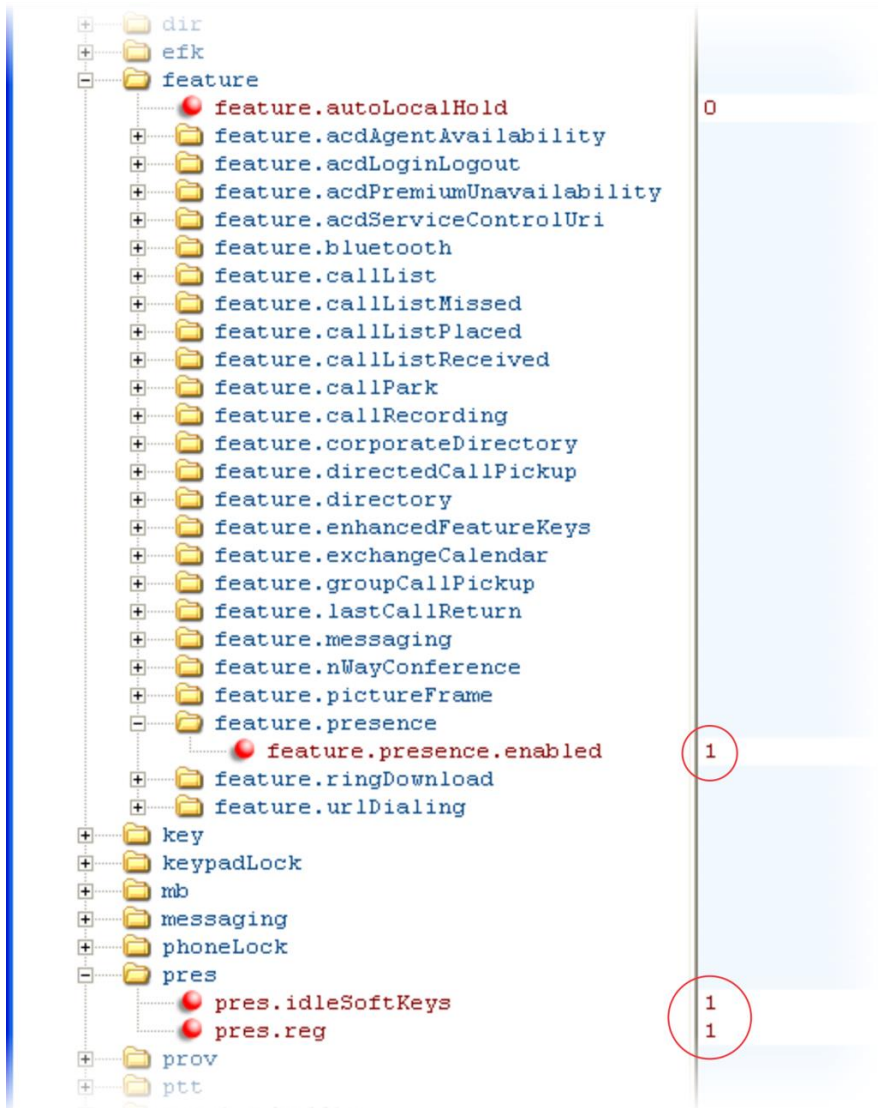 dir
efk
feature
feature.autoLocalHold 0
feature.acdAgentAvailability
feature.acdLoginLogout
feature.acdPremiumUnavailability
feature.acdServiceControlUri
feature.bluetooth
feature.callList
feature.callListMissed
feature.callListPlaced
feature.callListReceived
feature.callPark
feature.callRecording
feature.corporateDirectory
feature.directedCallPickup
feature.directory
feature.enhancedFeatureKeys
feature.exchangeCalendar
feature.groupCallPickup
feature.lastCallReturn
feature.messaging
feature.nWayConference
feature.pictureFrame
feature.presence
feature.presence.enabled 1
feature.ringDownload
feature.urlDialing
key
keypadLock
mb
messaging
phoneLock
pres
pres.idleSoftKeys 1
pres.reg 1
prov
ptt